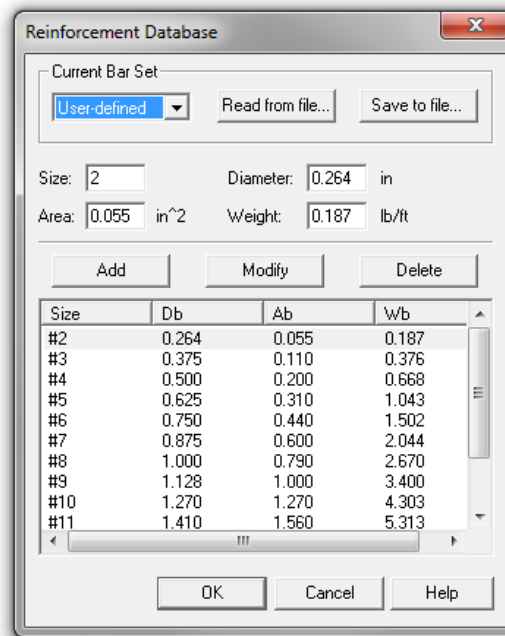 Reinforcement Database
Current Bar Set
User-defined Read from file... Save to file...
Size: 2 Diameter: 0.264 in
Area: 0.055 in^2 Weight: 0.187 lb/ft
Add Modify Delete
Size Db Ab Wb
#2 0.264 0.055 0.187
#3 0.375 0.110 0.376
#4 0.500 0.200 0.668
#5 0.625 0.310 1.043
#6 0.750 0.440 1.502
#7 0.875 0.600 2.044
#8 1.000 0.790 2.670
#9 1.128 1.000 3.400
#10 1.270 1.270 4.303
#11 1.410 1.560 5.313
OK Cancel Help